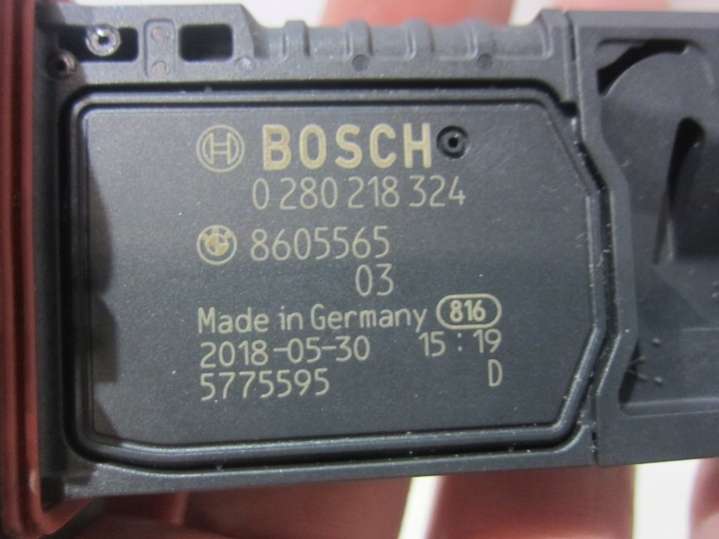 BOSCH
0 280 218 324
8605565
03
Made in Germany 816
2018-05-30 15:19
5775595 D